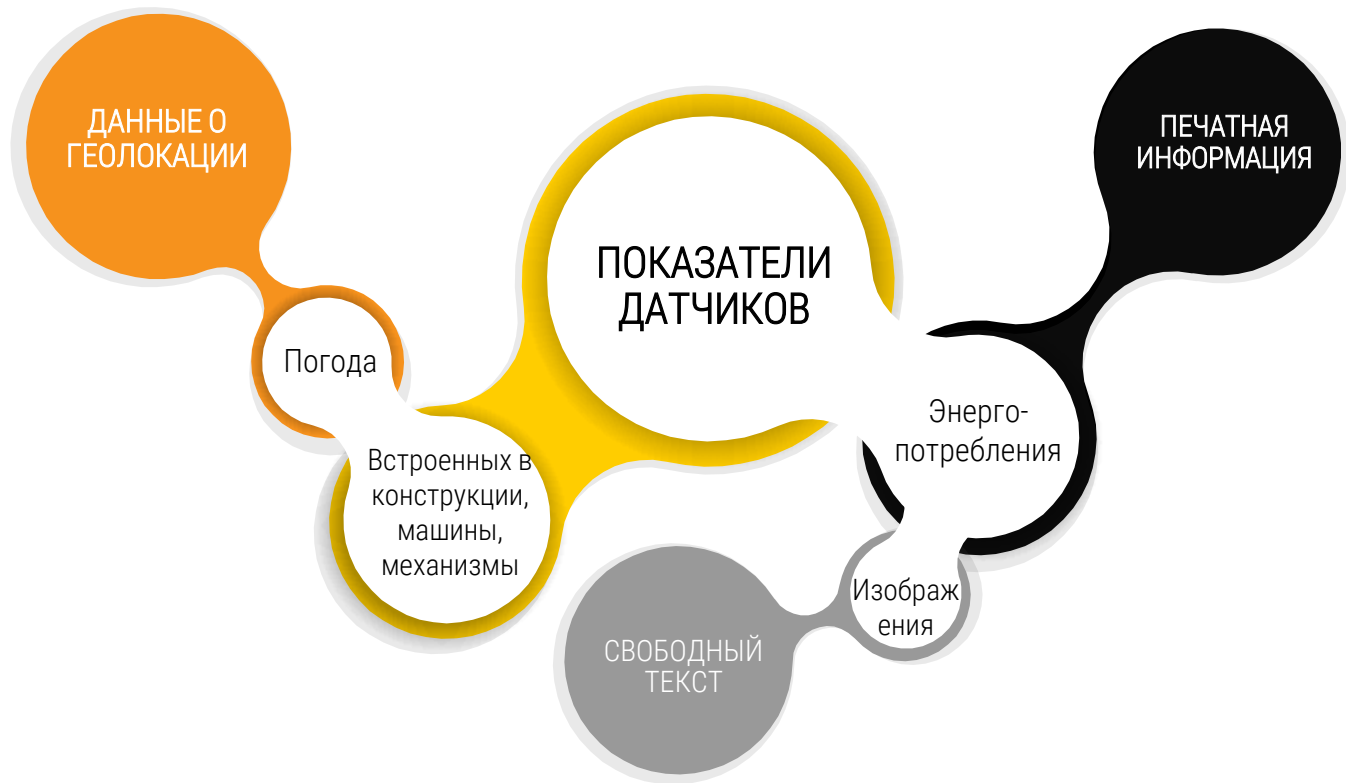 ДАННЫЕ О
ГЕОЛОКАЦИИ
ПЕЧАТНАЯ
ИНФОРМАЦИЯ
ПОКАЗАТЕЛИ
ДАТЧИКОВ
Погода
Энерго-
потребления
Встроенных в
конструкции,
машины,
механизмы
Изображ
ения
СВОБОДНЫЙ
ТЕКСТ